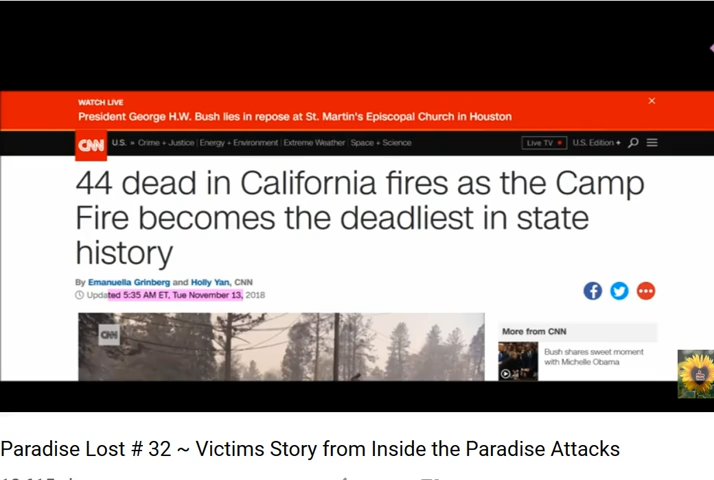 WATCH LIVE
President George H.W. Bush lies in repose at St. Martin's Episcopal Church in Houston
CNN U.S. » Crime + Justice | Energy + Environment | Extreme Weather | Space + Science Live TV U.S. Edition +
44 dead in California fires as the Camp
Fire becomes the deadliest in state
history
By Emanuella Grinberg and Holly Yan, CNN
Updated 5:35 AM ET, Tue November 13, 2018
CNN
More from CNN
Bush shares sweet moment
with Michelle Obama
Paradise Lost # 32 ~ Victims Story from Inside the Paradise Attacks